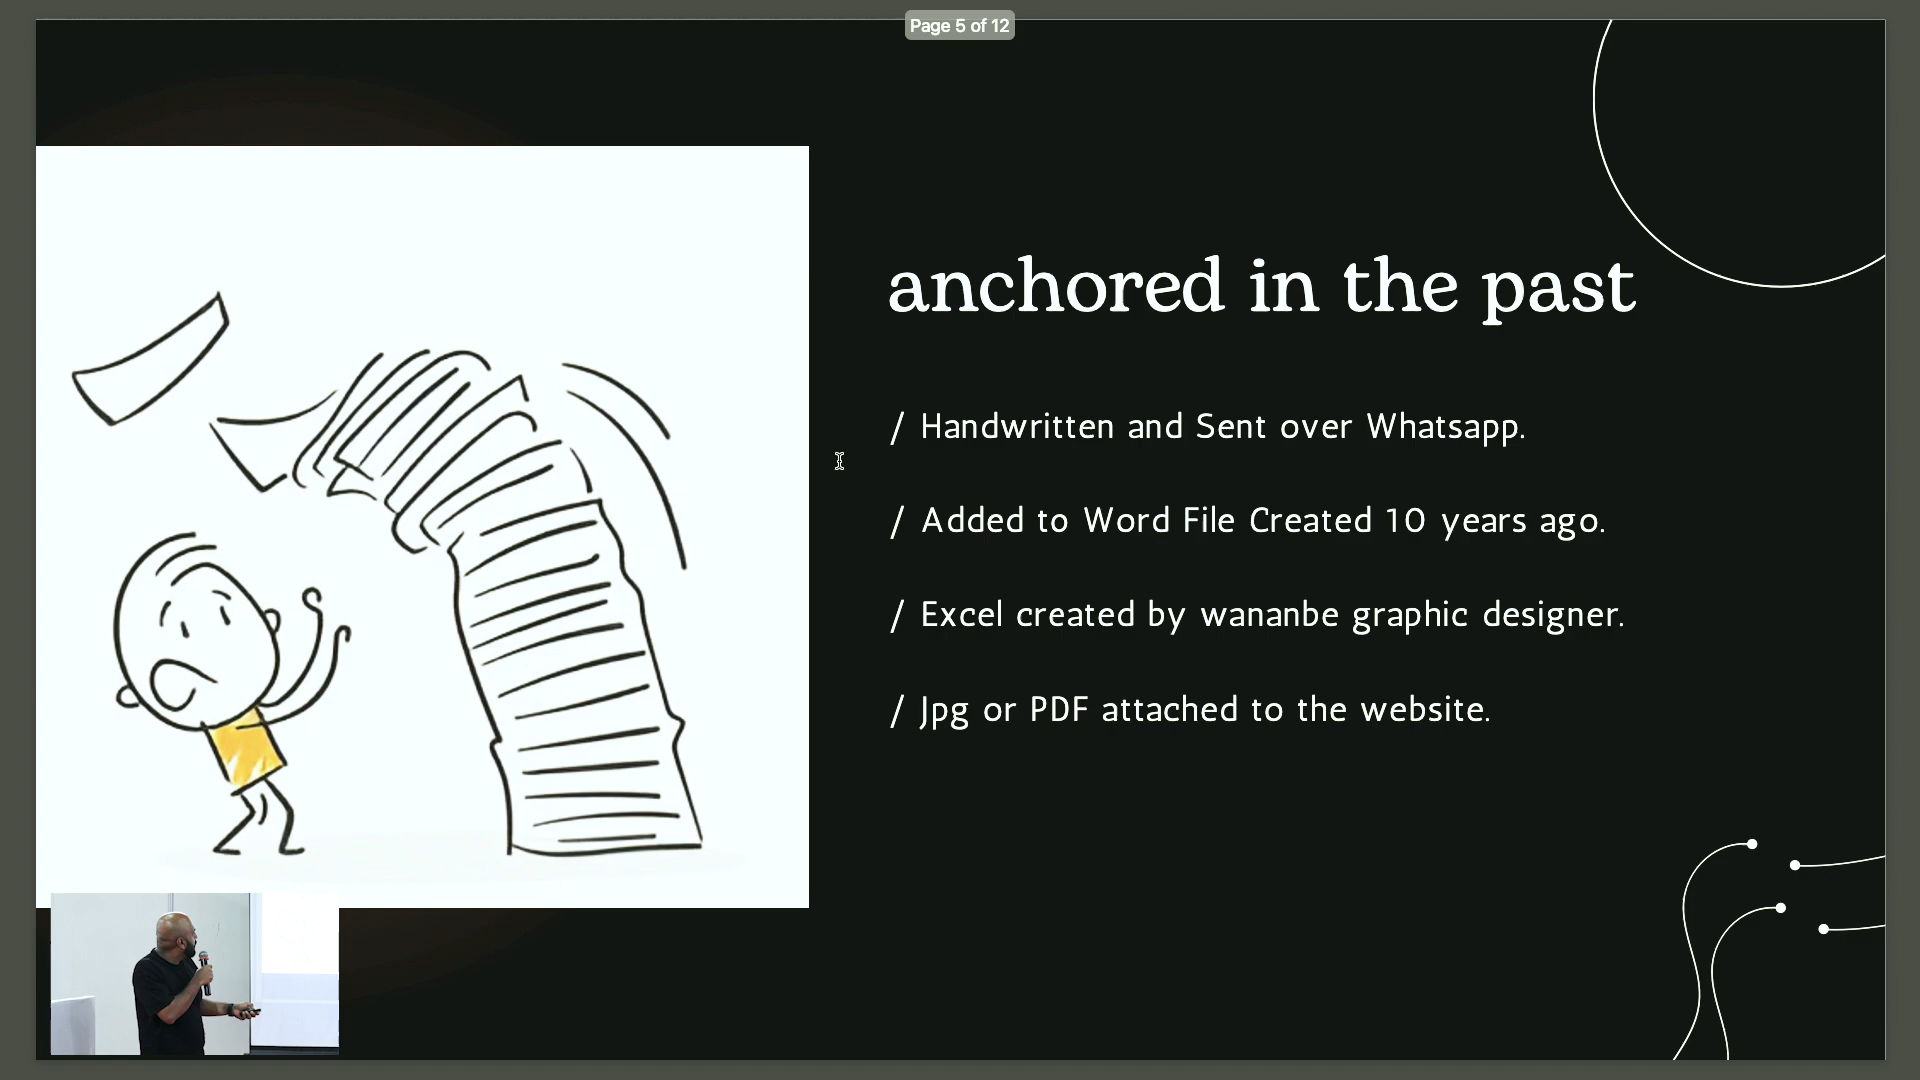 Page 5 of 12
anchored in the past
/ Handwritten and Sent over Whatsapp.
/ Added to Word File Created 10 years ago.
/ Excel created by wananbe graphic designer.
/ Jpg or PDF attached to the website.